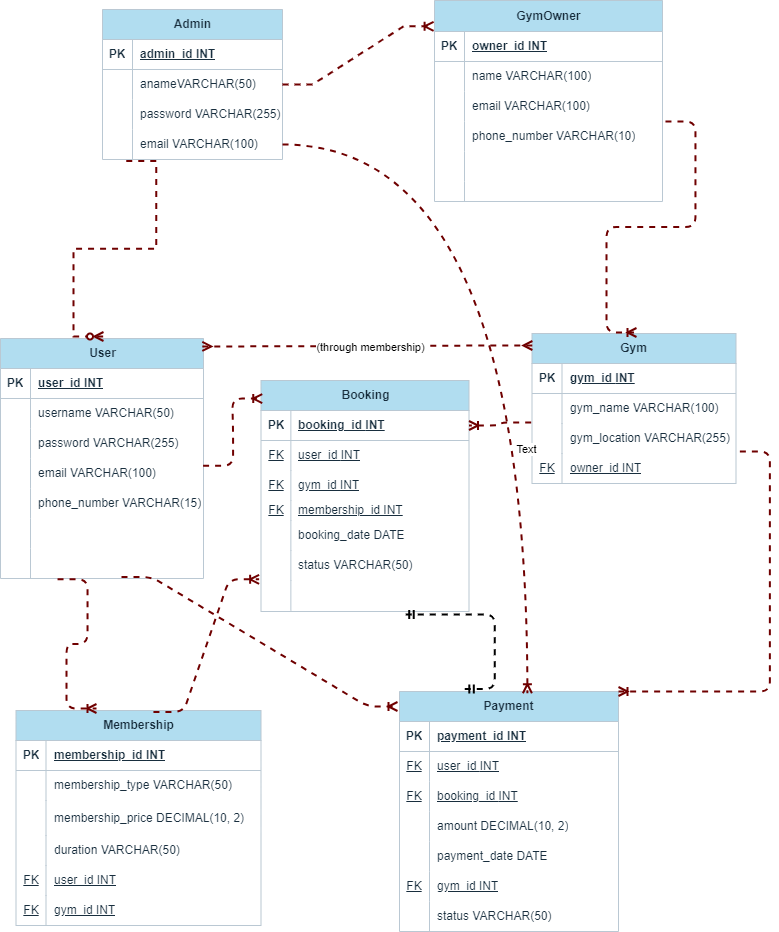 Admin
PK admin_id INT
anameVARCHAR(50)
password VARCHAR(255)
email VARCHAR(100)
GymOwner
PK owner_id INT
name VARCHAR(100)
email VARCHAR(100)
phone_number VARCHAR(10)
(through membership)
User
PK user_id INT
username VARCHAR(50)
password VARCHAR(255)
email VARCHAR(100)
phone_number VARCHAR(15)
Booking
PK booking_id INT
FK user_id INT
FK gym_id INT
FK membership_id INT
booking_date DATE
status VARCHAR(50)
Text
Gym
PK gym_id INT
gym_name VARCHAR(100)
gym_location VARCHAR(255)
FK owner_id INT
Membership
PK membership_id INT
membership_type VARCHAR(50)
membership_price DECIMAL(10, 2)
duration VARCHAR(50)
FK user_id INT
FK gym_id INT
Payment
PK payment_id INT
FK user_id INT
FK booking_id INT
amount DECIMAL(10, 2)
payment_date DATE
FK gym_id INT
status VARCHAR(50)